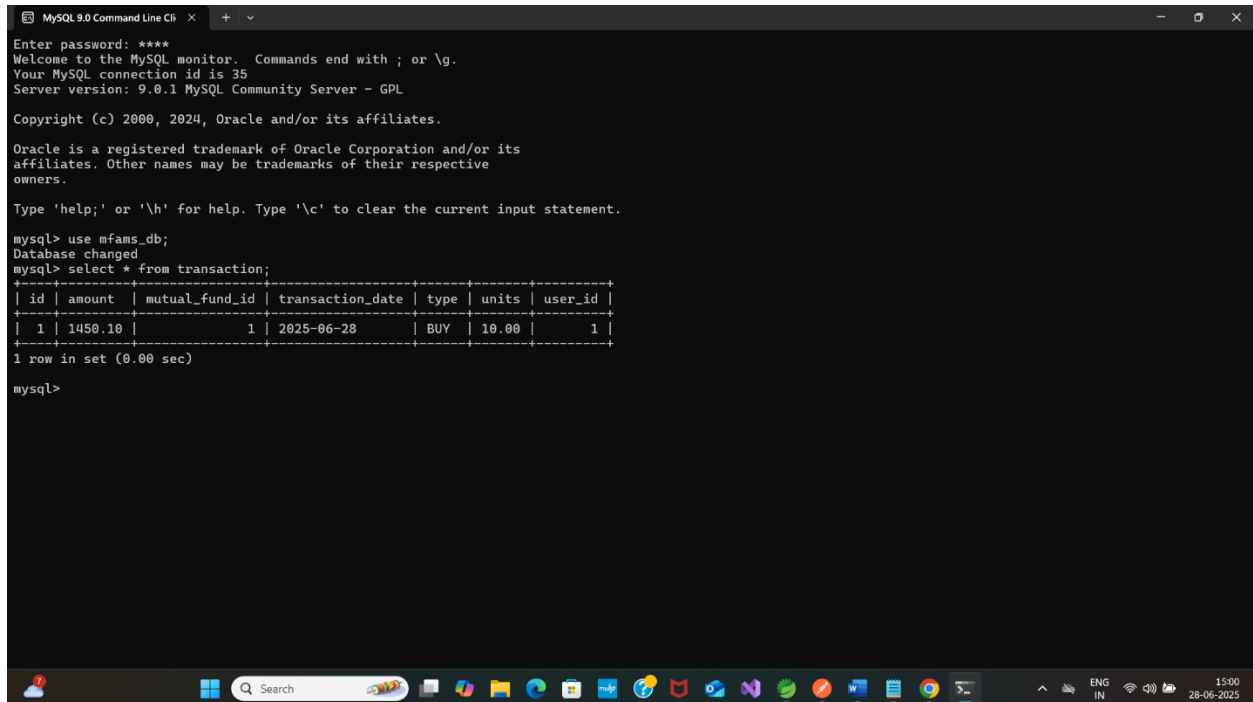 MySQL 9.0 Command Line Cli
Enter password: ****
Welcome to the MySQL monitor.  Commands end with ; or \g.
Your MySQL connection id is 35
Server version: 9.0.1 MySQL Community Server - GPL
Copyright (c) 2000, 2024, Oracle and/or its affiliates.
Oracle is a registered trademark of Oracle Corporation and/or its
affiliates. Other names may be trademarks of their respective
owners.
Type 'help;' or '\h' for help. Type '\c' to clear the current input statement.
mysql> use mfams_db;
Database changed
mysql> select * from transaction;
+----+---------+----------------+------------------+------+-------+---------+
| id | amount  | mutual_fund_id | transaction_date | type | units | user_id |
+----+---------+----------------+------------------+------+-------+---------+
|  1 | 1450.10 |              1 | 2025-06-28       | BUY  | 10.00 |       1 |
+----+---------+----------------+------------------+------+-------+---------+
1 row in set (0.00 sec)
mysql>
7
Search
ENG
IN
15:00
28-06-2025